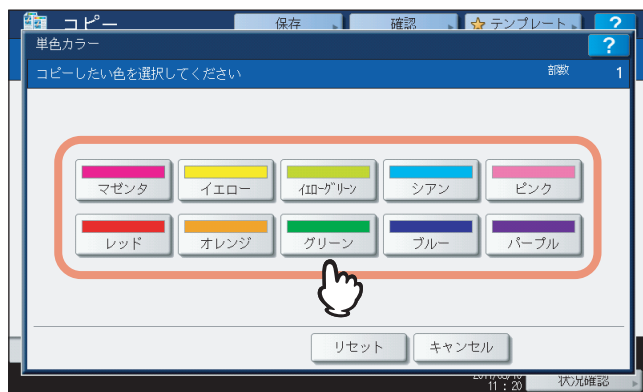 コピー 保存 確認 テンプレート ?
単色カラー ?
コピーしたい色を選択してください 部数 1
マゼンタ イエロー ｲｴﾛｰｸﾞﾘｰﾝ シアン ピンク
レッド オレンジ グリーン ブルー パープル
リセット キャンセル
11 : 20 状況確認